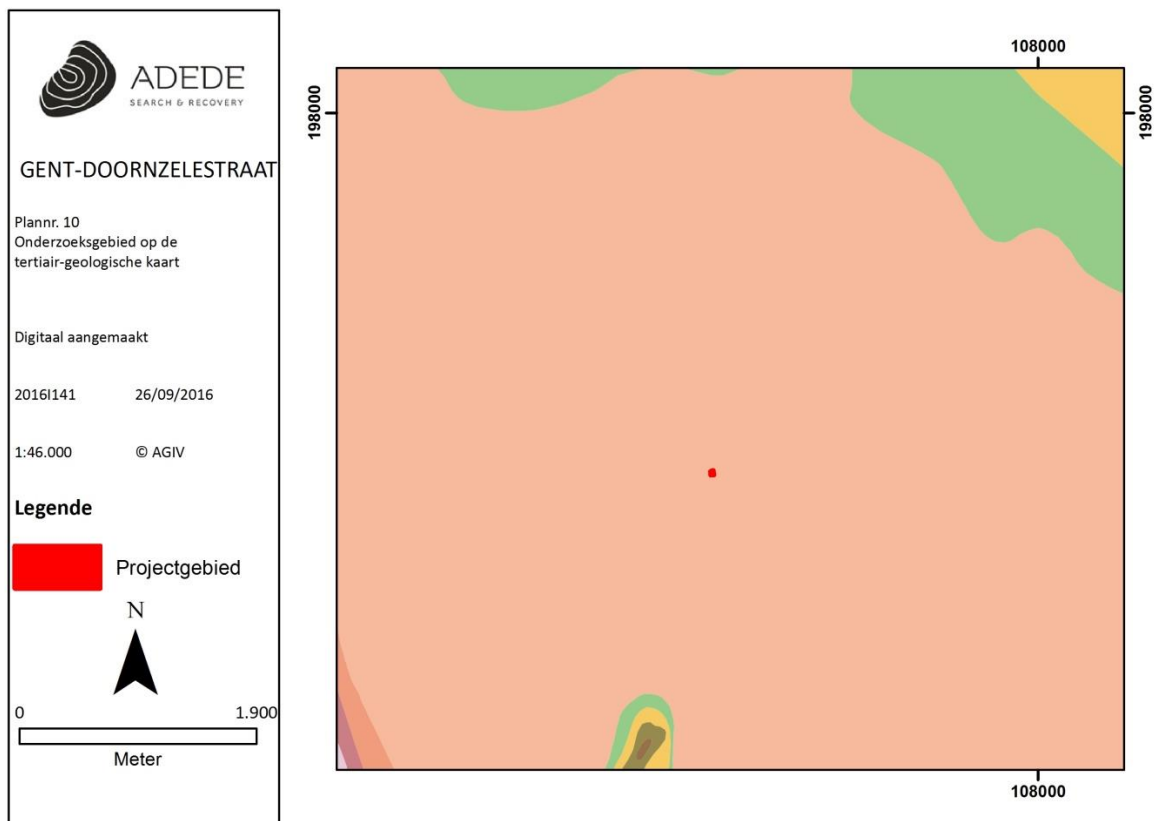 ADEDE
SEARCH & RECOVERY
GENT-DOORNZELESTRAAT
Plannr. 10
Onderzoeksgebied op de
tertiair-geologische kaart
Digitaal aangemaakt
2016I141 26/09/2016
1:46.000 © AGIV
Legende
Projectgebied
N
0 1.900
Meter
108000
198000
198000
108000